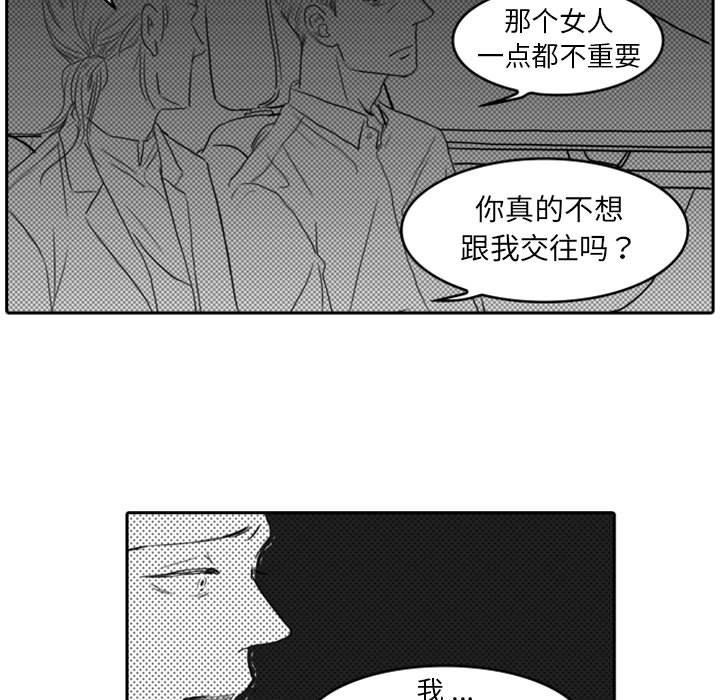 那个女人
一点都不重要
你真的不想
跟我交往吗？
我...